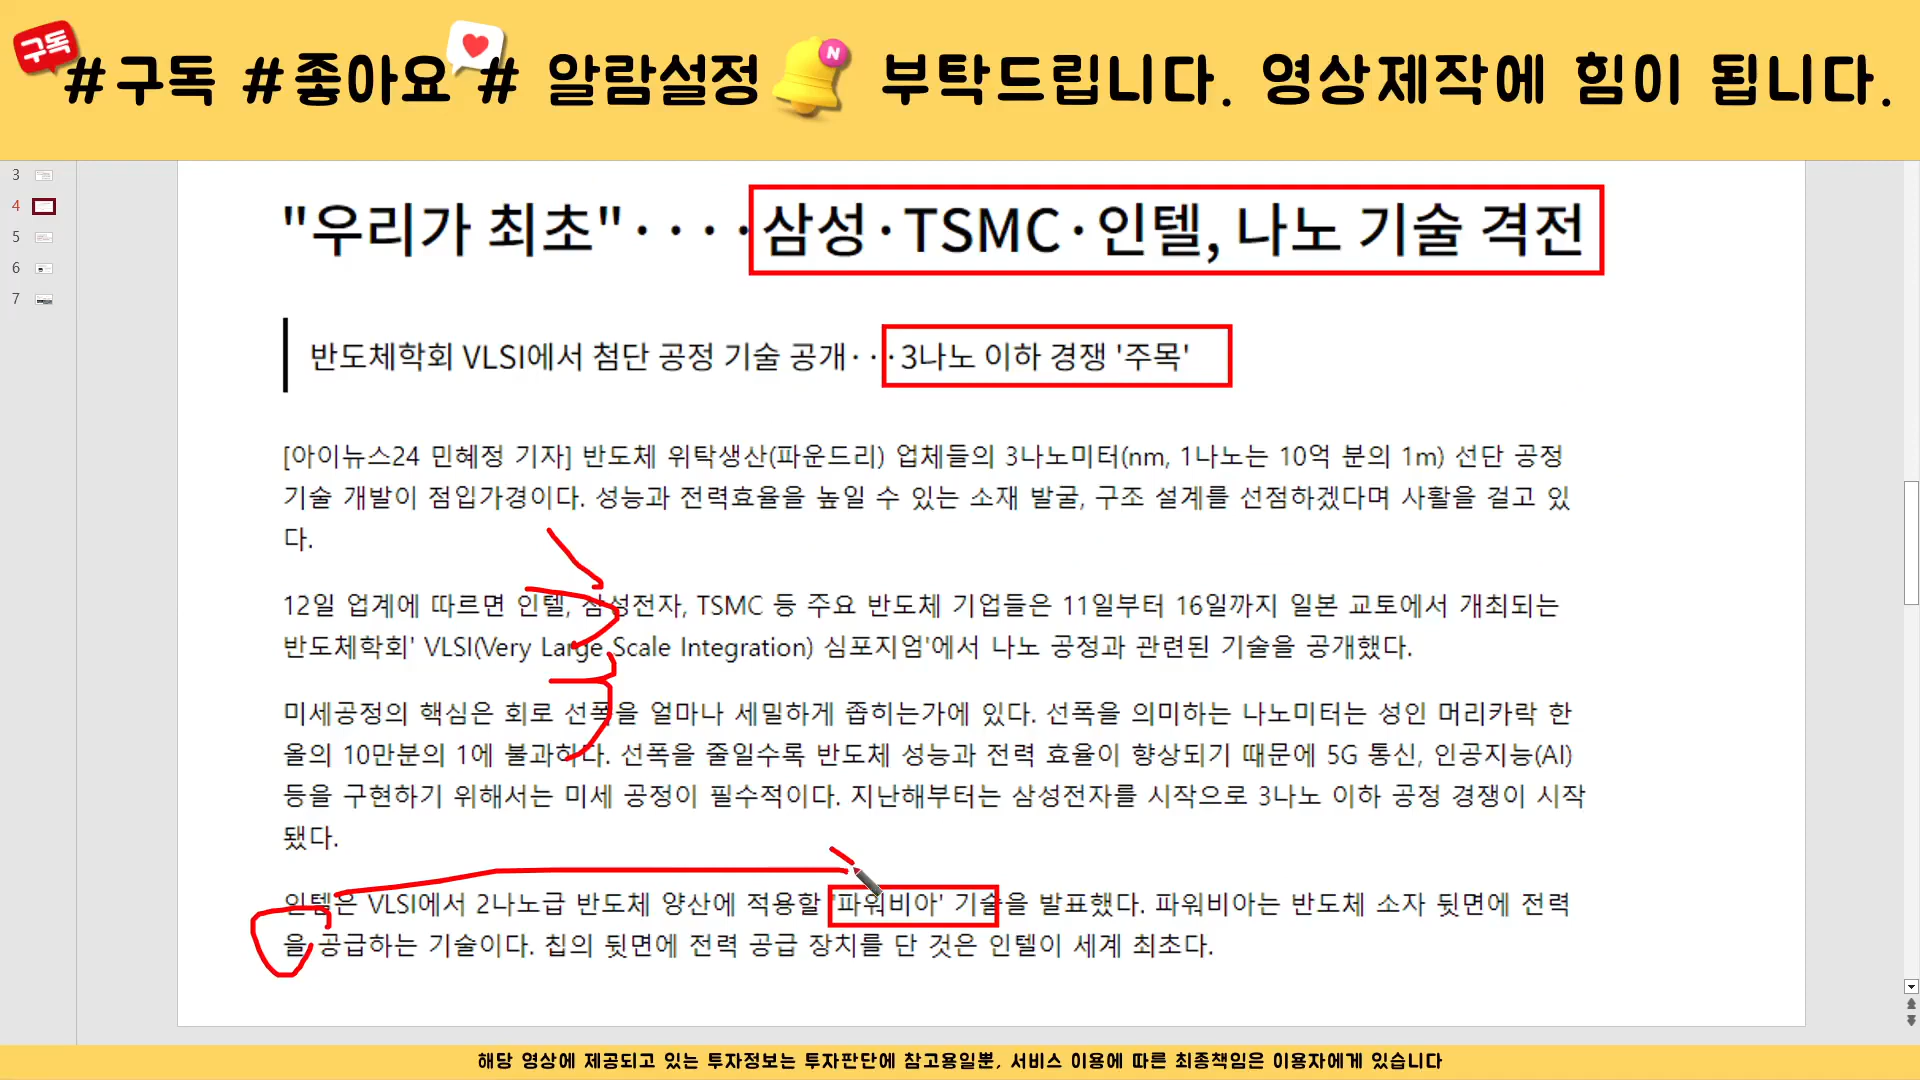 구독
N
#구독 #좋아요 # 알람설정 부탁드립니다. 영상제작에 힘이 됩니다.
3
4
5
6
7
"우리가 최초"····삼성·TSMC·인텔, 나노 기술 격전
반도체학회 VLSI에서 첨단 공정 기술 공개···3나노 이하 경쟁 '주목'
[아이뉴스24 민혜정 기자] 반도체 위탁생산(파운드리) 업체들의 3나노미터(nm, 1나노는 10억 분의 1m) 선단 공정
기술 개발이 점입가경이다. 성능과 전력효율을 높일 수 있는 소재 발굴, 구조 설계를 선점하겠다며 사활을 걸고 있
다.
12일 업계에 따르면 인텔, 삼성전자, TSMC 등 주요 반도체 기업들은 11일부터 16일까지 일본 교토에서 개최되는
반도체학회' VLSI(Very Large Scale Integration) 심포지엄'에서 나노 공정과 관련된 기술을 공개했다.
미세공정의 핵심은 회로 선폭을 얼마나 세밀하게 좁히는가에 있다. 선폭을 의미하는 나노미터는 성인 머리카락 한
올의 10만분의 1에 불과하다. 선폭을 줄일수록 반도체 성능과 전력 효율이 향상되기 때문에 5G 통신, 인공지능(AI)
등을 구현하기 위해서는 미세 공정이 필수적이다. 지난해부터는 삼성전자를 시작으로 3나노 이하 공정 경쟁이 시작
됐다.
인텔은 VLSI에서 2나노급 반도체 양산에 적용할 '파워비아' 기술을 발표했다. 파워비아는 반도체 소자 뒷면에 전력
을 공급하는 기술이다. 칩의 뒷면에 전력 공급 장치를 단 것은 인텔이 세계 최초다.
해당 영상에 제공되고 있는 투자정보는 투자판단에 참고용일뿐, 서비스 이용에 따른 최종책임은 이용자에게 있습니다